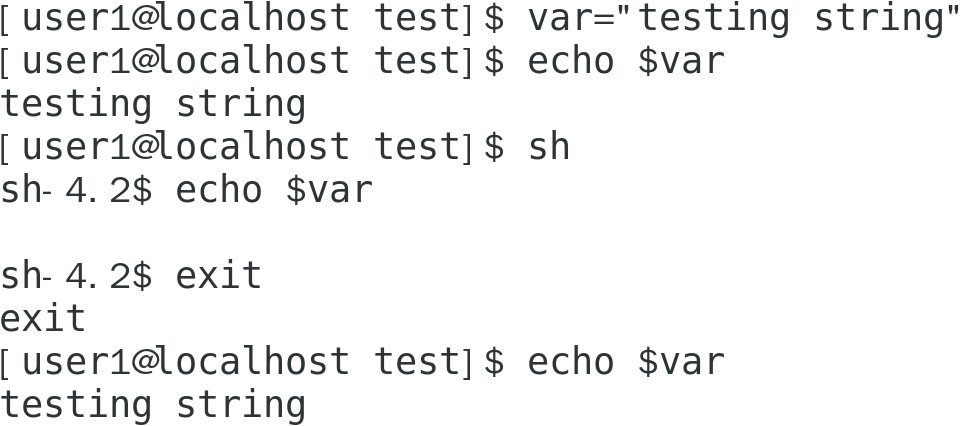 [user1@localhost test]$ var="testing string"
[user1@localhost test]$ echo $var
testing string
[user1@localhost test]$ sh
sh-4.2$ echo $var
sh-4.2$ exit
exit
[user1@localhost test]$ echo $var
testing string